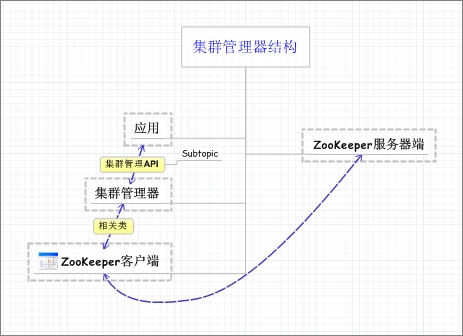 集群管理器结构
应用
ZooKeeper服务器端
Subtopic
集群管理API
集群管理器
相关类
ZooKeeper客户端